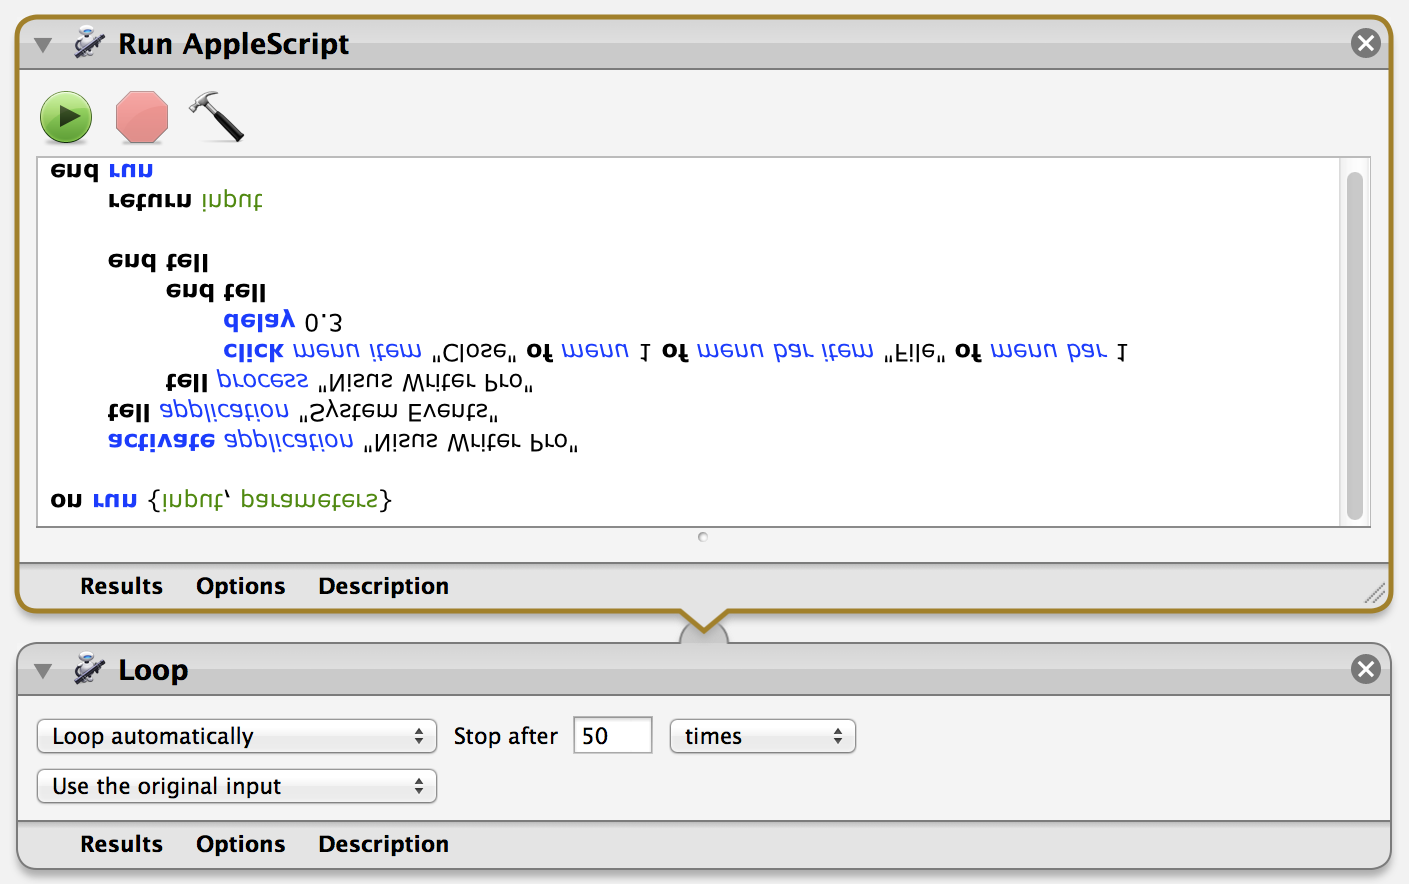 Run AppleScript
end run
return input
end tell
end tell
delay 0.3
click menu item "Close" of menu 1 of menu bar item "File" of menu bar 1
tell process "Nisus Writer Pro"
tell application "System Events"
activate application "Nisus Writer Pro"
on run {input, parameters}
Results Options Description
Loop
Loop automatically Stop after 50 times
Use the original input
Results Options Description